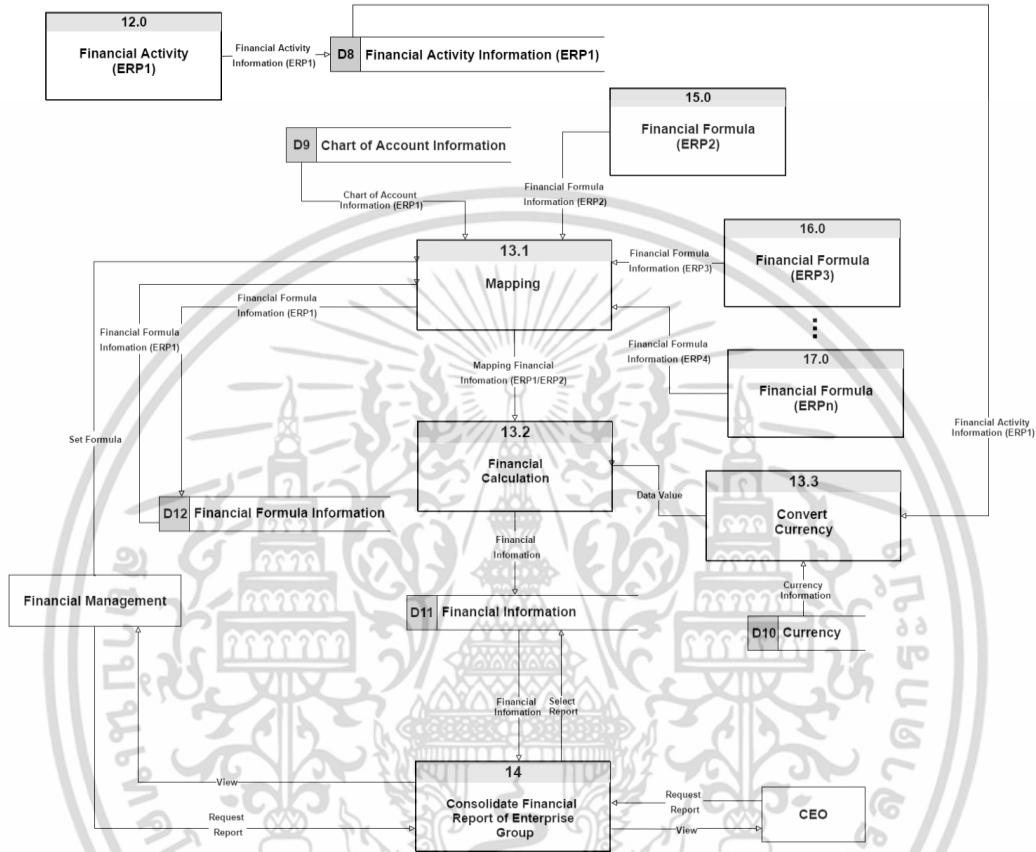 12.0
Financial Activity
(ERP1)
Financial Activity
Information (ERP1)
D8 Financial Activity Information (ERP1)
15.0
Financial Formula
(ERP2)
D9 Chart of Account Information
Chart of Account
Information (ERP1)
Financial Formula
Information (ERP2)
16.0
Financial Formula
(ERP3)
13.1
Mapping
Financial Formula
Information (ERP3)
Financial Formula
Infomation (ERP1)
Financial Formula
Infomation (ERP1)
Financial Formula
Information (ERP4)
17.0
Financial Formula
(ERPn)
Mapping Financial
Infomation (ERP1/ERP2)
Set Formula
13.2
Financial
Calculation
Financial Activity
Information (ERP1)
13.3
Convert
Currency
Data Value
D12 Financial Formula Information
Financial
Infomation
Currency
Information
Financial Management
D11 Financial Information
D10 Currency
Financial
Infomation
Select
Report
View
14
Consolidate Financial
Report of Enterprise
Group
Request
Report
Request
Report
View
CEO